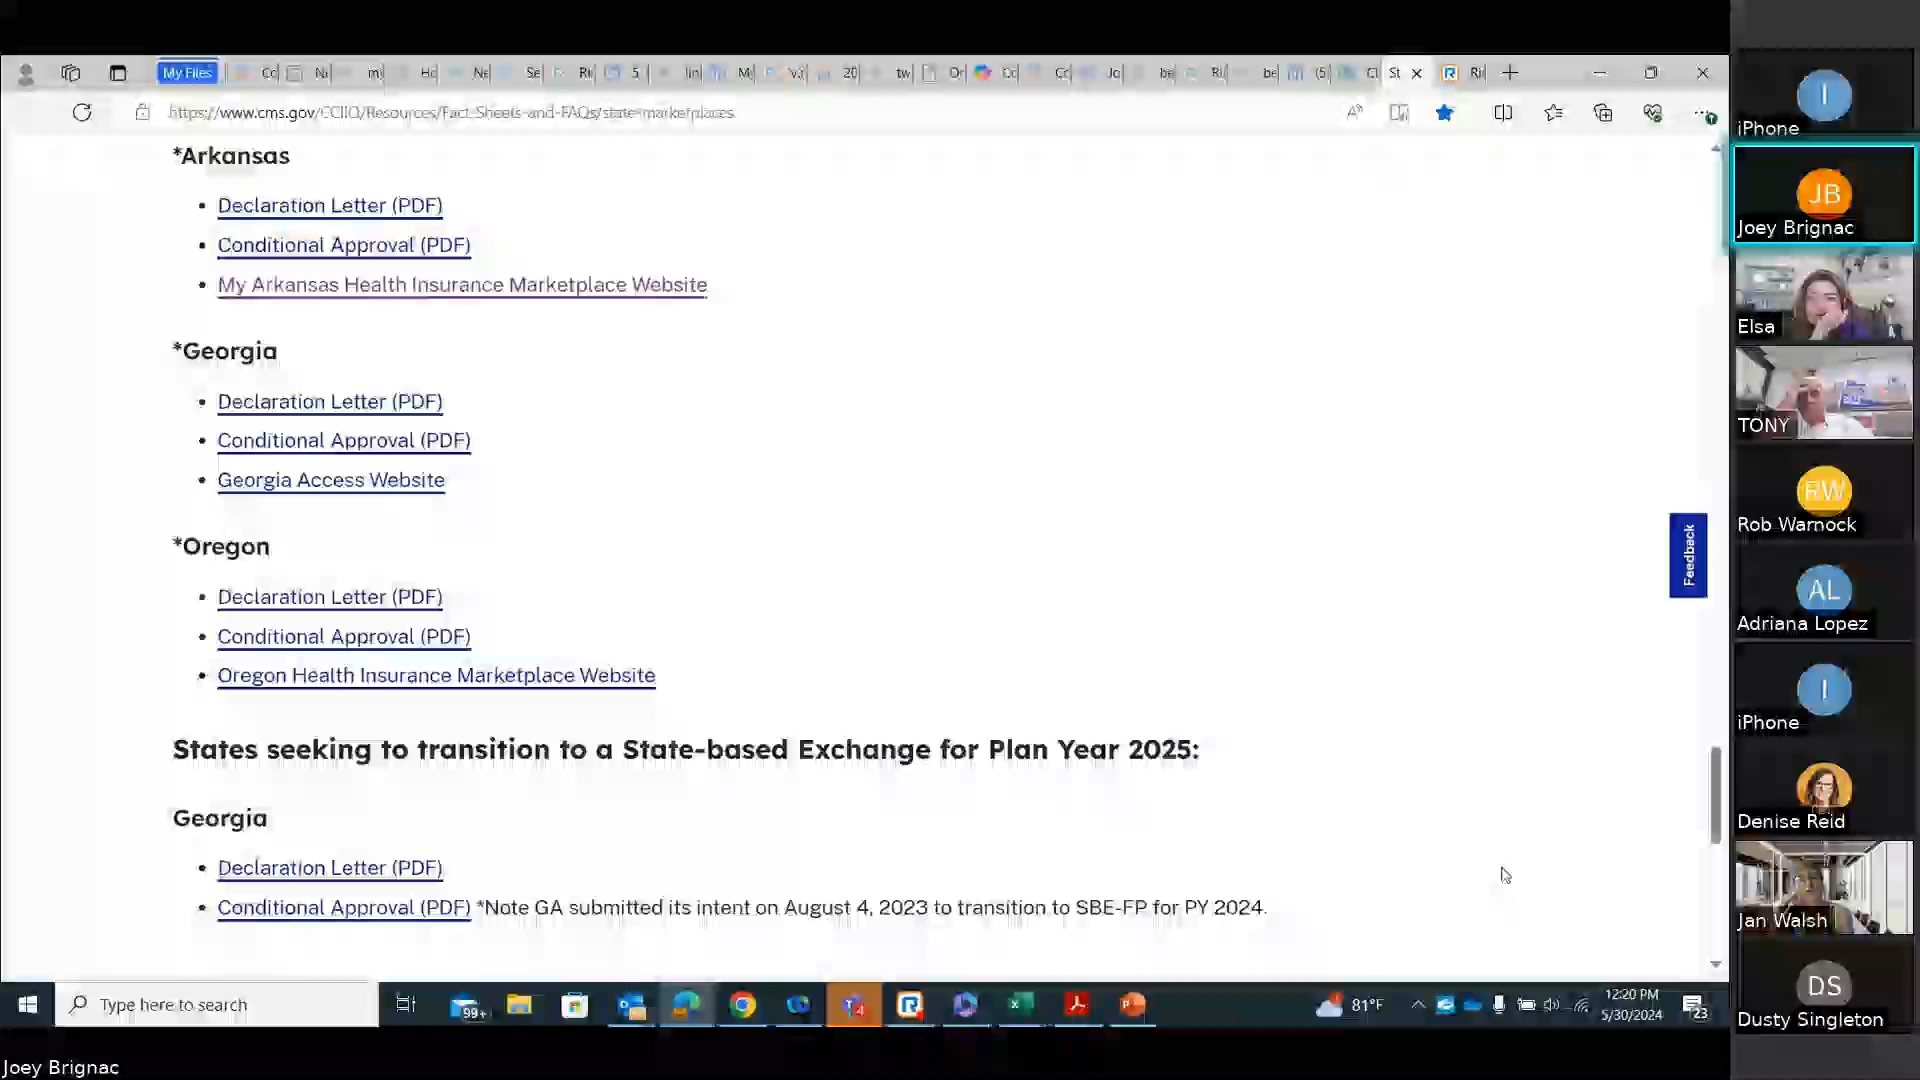 My Files
https://www.cms.gov/CCIIO/Resources/Fact-Sheets-and-FAQs/state-marketplaces
*Arkansas
• Declaration Letter (PDF)
• Conditional Approval (PDF)
• My Arkansas Health Insurance Marketplace Website
*Georgia
• Declaration Letter (PDF)
• Conditional Approval (PDF)
• Georgia Access Website
*Oregon
• Declaration Letter (PDF)
• Conditional Approval (PDF)
• Oregon Health Insurance Marketplace Website
States seeking to transition to a State-based Exchange for Plan Year 2025:
Georgia
• Declaration Letter (PDF)
• Conditional Approval (PDF) *Note GA submitted its intent on August 4, 2023 to transition to SBE-FP for PY 2024.
Feedback
Type here to search
99+
81°F
12:20 PM
5/30/2024
23
Joey Brignac
I
iPhone
JB
Joey Brignac
Elsa
TONY
RW
Rob Warnock
AL
Adriana Lopez
I
iPhone
Denise Reid
Jan Walsh
DS
Dusty Singleton